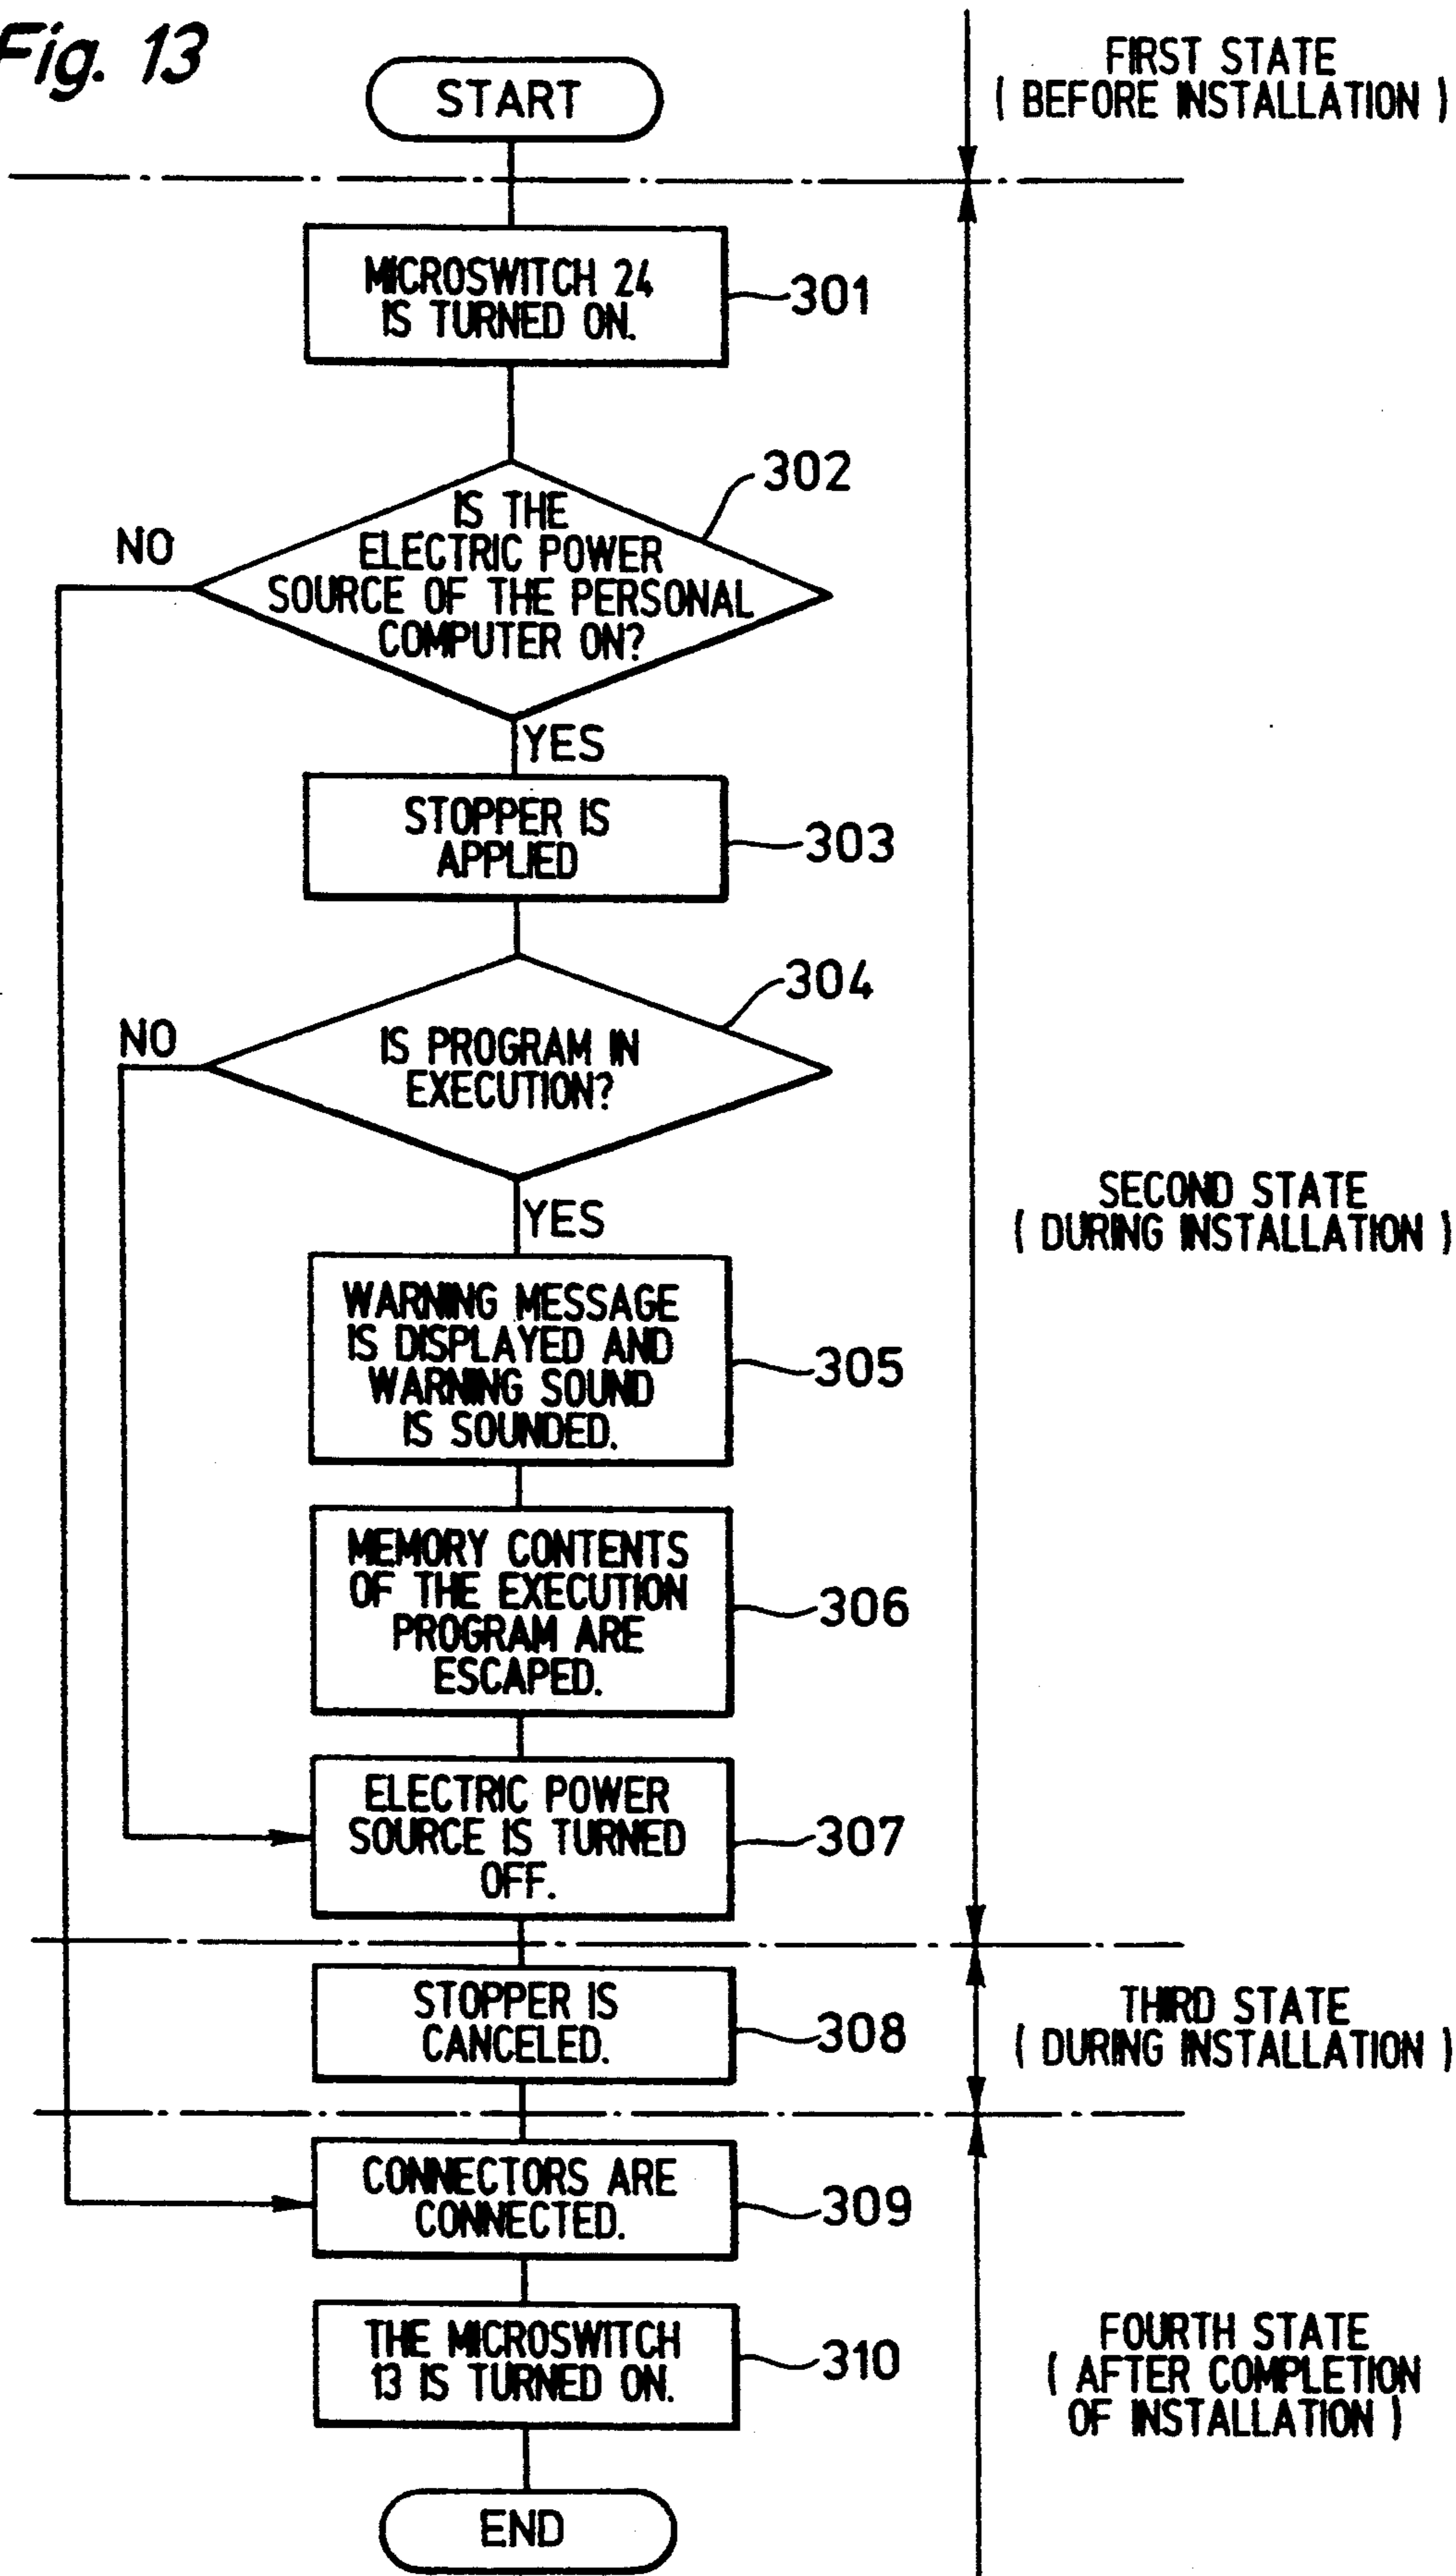 Fig. 13
START
FIRST STATE
( BEFORE INSTALLATION )
MICROSWITCH 24
IS TURNED ON.
301
302
IS THE
ELECTRIC POWER
SOURCE OF THE PERSONAL
COMPUTER ON?
NO
YES
STOPPER IS
APPLIED
303
304
IS PROGRAM IN
EXECUTION?
NO
YES
SECOND STATE
( DURING INSTALLATION )
WARNING MESSAGE
IS DISPLAYED AND
WARNING SOUND
IS SOUNDED.
305
MEMORY CONTENTS
OF THE EXECUTION
PROGRAM ARE
ESCAPED.
306
ELECTRIC POWER
SOURCE IS TURNED
OFF.
307
STOPPER IS
CANCELED.
308
THIRD STATE
( DURING INSTALLATION )
CONNECTORS ARE
CONNECTED.
309
THE MICROSWITCH
13 IS TURNED ON.
310
FOURTH STATE
( AFTER COMPLETION
OF INSTALLATION )
END